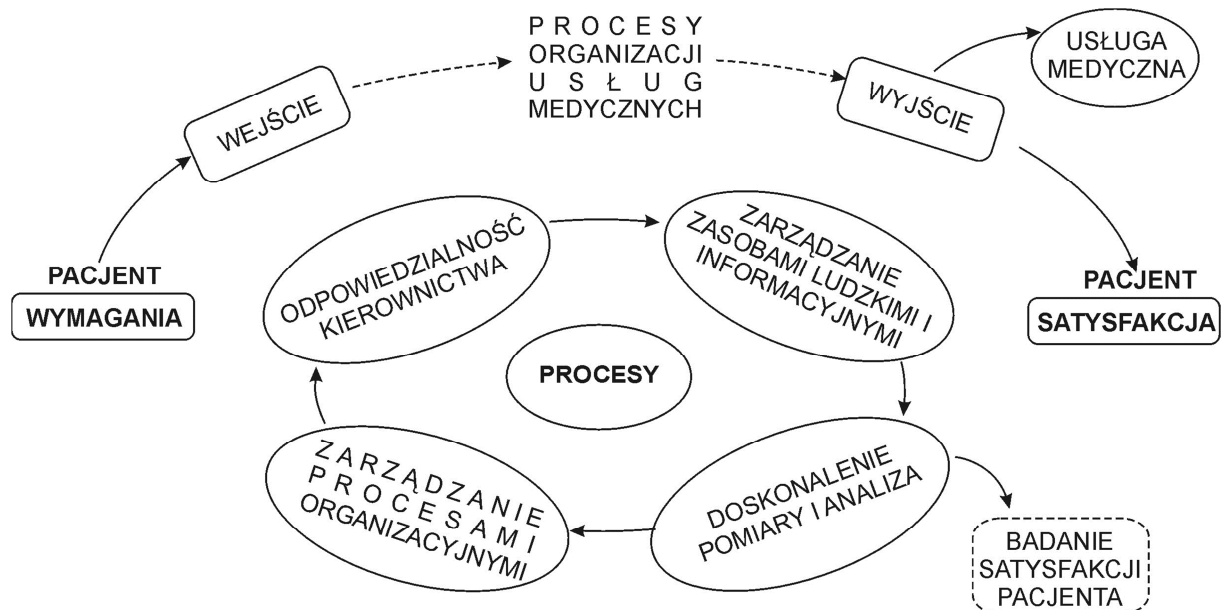 PROCESY
ORGANIZACJI
USŁUG
MEDYCZNYCH
USŁUGA
MEDYCZNA
WEJŚCIE
WYJŚCIE
ODPOWIEDZIALNOŚĆ
KIEROWNICTWA
ZARZĄDZANIE
ZASOBAMI LUDZKIMI I
INFORMACYJNYMI
PACJENT
WYMAGANIA
PACJENT
SATYSFAKCJA
PROCESY
ZARZĄDZANIE
PROCESAMI
ORGANIZACYJNYMI
DOSKONALENIE
POMIARY I ANALIZA
BADANIE
SATYSFAKCJI
PACJENTA